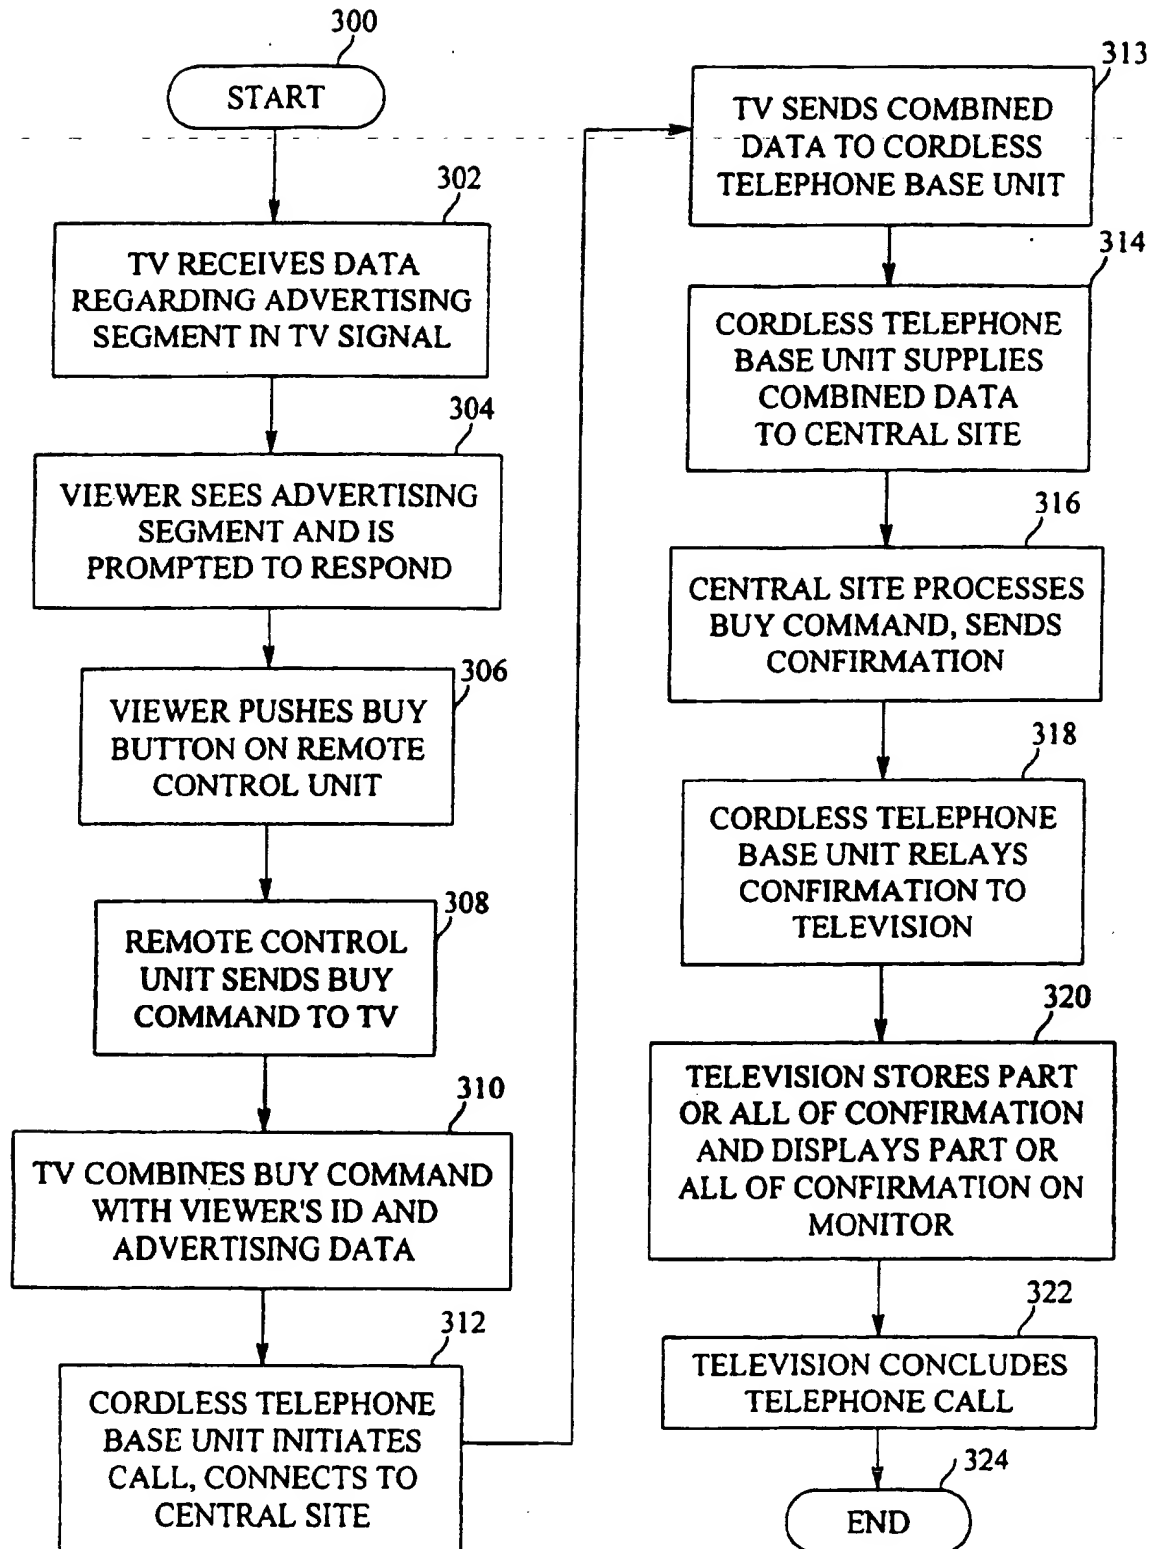 300
START
302
TV RECEIVES DATA
REGARDING ADVERTISING
SEGMENT IN TV SIGNAL
304
VIEWER SEES ADVERTISING
SEGMENT AND IS
PROMPTED TO RESPOND
306
VIEWER PUSHES BUY
BUTTON ON REMOTE
CONTROL UNIT
308
REMOTE CONTROL
UNIT SENDS BUY
COMMAND TO TV
310
TV COMBINES BUY COMMAND
WITH VIEWER'S ID AND
ADVERTISING DATA
312
CORDLESS TELEPHONE
BASE UNIT INITIATES
CALL, CONNECTS TO
CENTRAL SITE
313
TV SENDS COMBINED
DATA TO CORDLESS
TELEPHONE BASE UNIT
314
CORDLESS TELEPHONE
BASE UNIT SUPPLIES
COMBINED DATA
TO CENTRAL SITE
316
CENTRAL SITE PROCESSES
BUY COMMAND, SENDS
CONFIRMATION
318
CORDLESS TELEPHONE
BASE UNIT RELAYS
CONFIRMATION TO
TELEVISION
320
TELEVISION STORES PART
OR ALL OF CONFIRMATION
AND DISPLAYS PART OR
ALL OF CONFIRMATION ON
MONITOR
322
TELEVISION CONCLUDES
TELEPHONE CALL
324
END